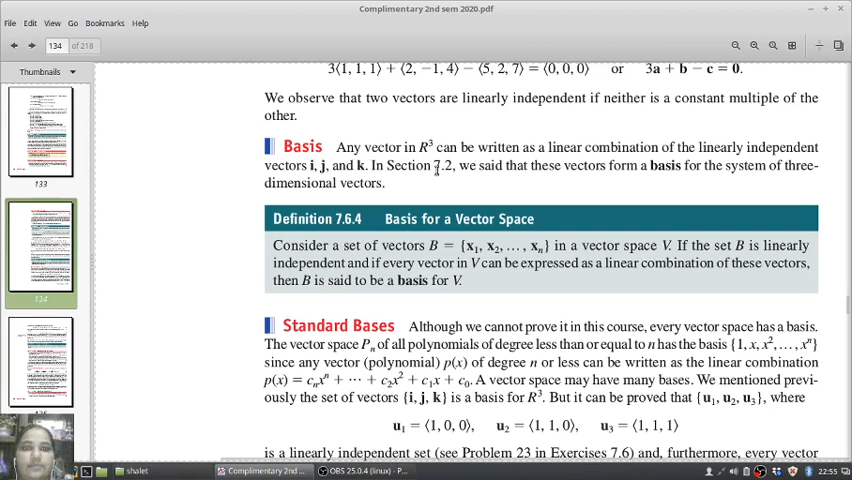 Complimentary 2nd sem 2020.pdf
File Edit View Go Bookmarks Help
134 of 218
Thumbnails
133
134
3⟨1, 1, 1⟩ + ⟨2, −1, 4⟩ − ⟨5, 2, 7⟩ = ⟨0, 0, 0⟩ or 3a + b − c = 0.
We observe that two vectors are linearly independent if neither is a constant multiple of the
other.
Basis Any vector in R³ can be written as a linear combination of the linearly independent
vectors i, j, and k. In Section 7.2, we said that these vectors form a basis for the system of three-
dimensional vectors.
Definition 7.6.4 Basis for a Vector Space
Consider a set of vectors B = {x₁, x₂, . . . , xₙ} in a vector space V. If the set B is linearly
independent and if every vector in V can be expressed as a linear combination of these vectors,
then B is said to be a basis for V.
Standard Bases Although we cannot prove it in this course, every vector space has a basis.
The vector space Pₙ of all polynomials of degree less than or equal to n has the basis {1, x, x², . . . , xⁿ}
since any vector (polynomial) p(x) of degree n or less can be written as the linear combination
p(x) = cₙxⁿ + ··· + c₂x² + c₁x + c₀. A vector space may have many bases. We mentioned previ-
ously the set of vectors {i, j, k} is a basis for R³. But it can be proved that {u₁, u₂, u₃}, where
u₁ = ⟨1, 0, 0⟩, u₂ = ⟨1, 1, 0⟩, u₃ = ⟨1, 1, 1⟩
is a linearly independent set (see Problem 23 in Exercises 7.6) and, furthermore, every vector
shalet
Complimentary 2nd ...
OBS 25.0.4 (linux) - P...
22:55